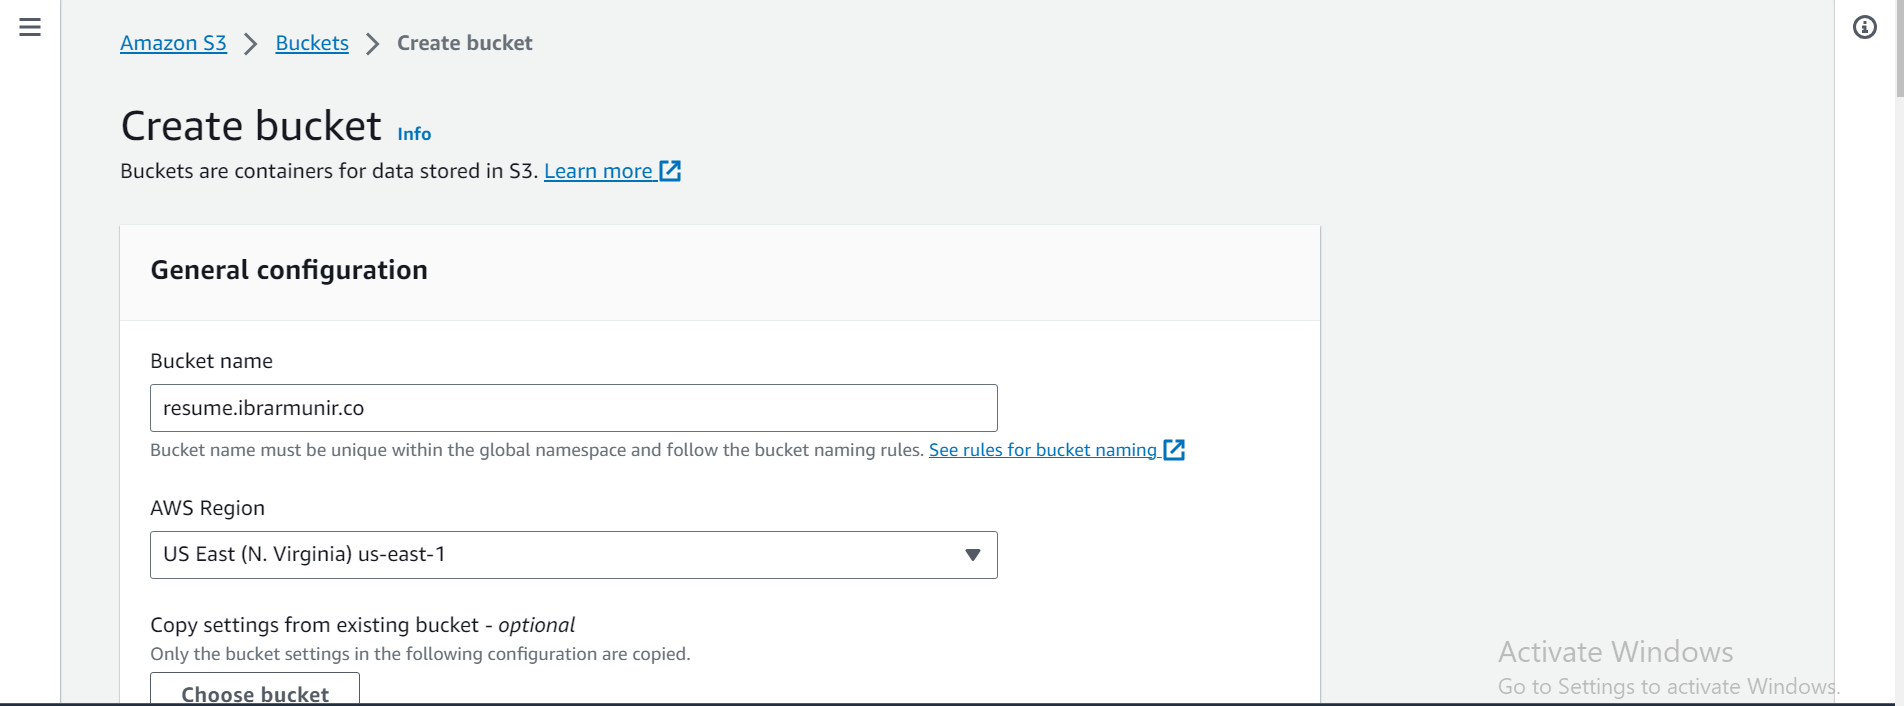 Amazon S3 > Buckets > Create bucket
Create bucket Info
Buckets are containers for data stored in S3. Learn more
General configuration
Bucket name
resume.ibrarmunir.co
Bucket name must be unique within the global namespace and follow the bucket naming rules. See rules for bucket naming
AWS Region
US East (N. Virginia) us-east-1
Copy settings from existing bucket - optional
Only the bucket settings in the following configuration are copied.
Choose bucket
Activate Windows
Go to Settings to activate Windows.